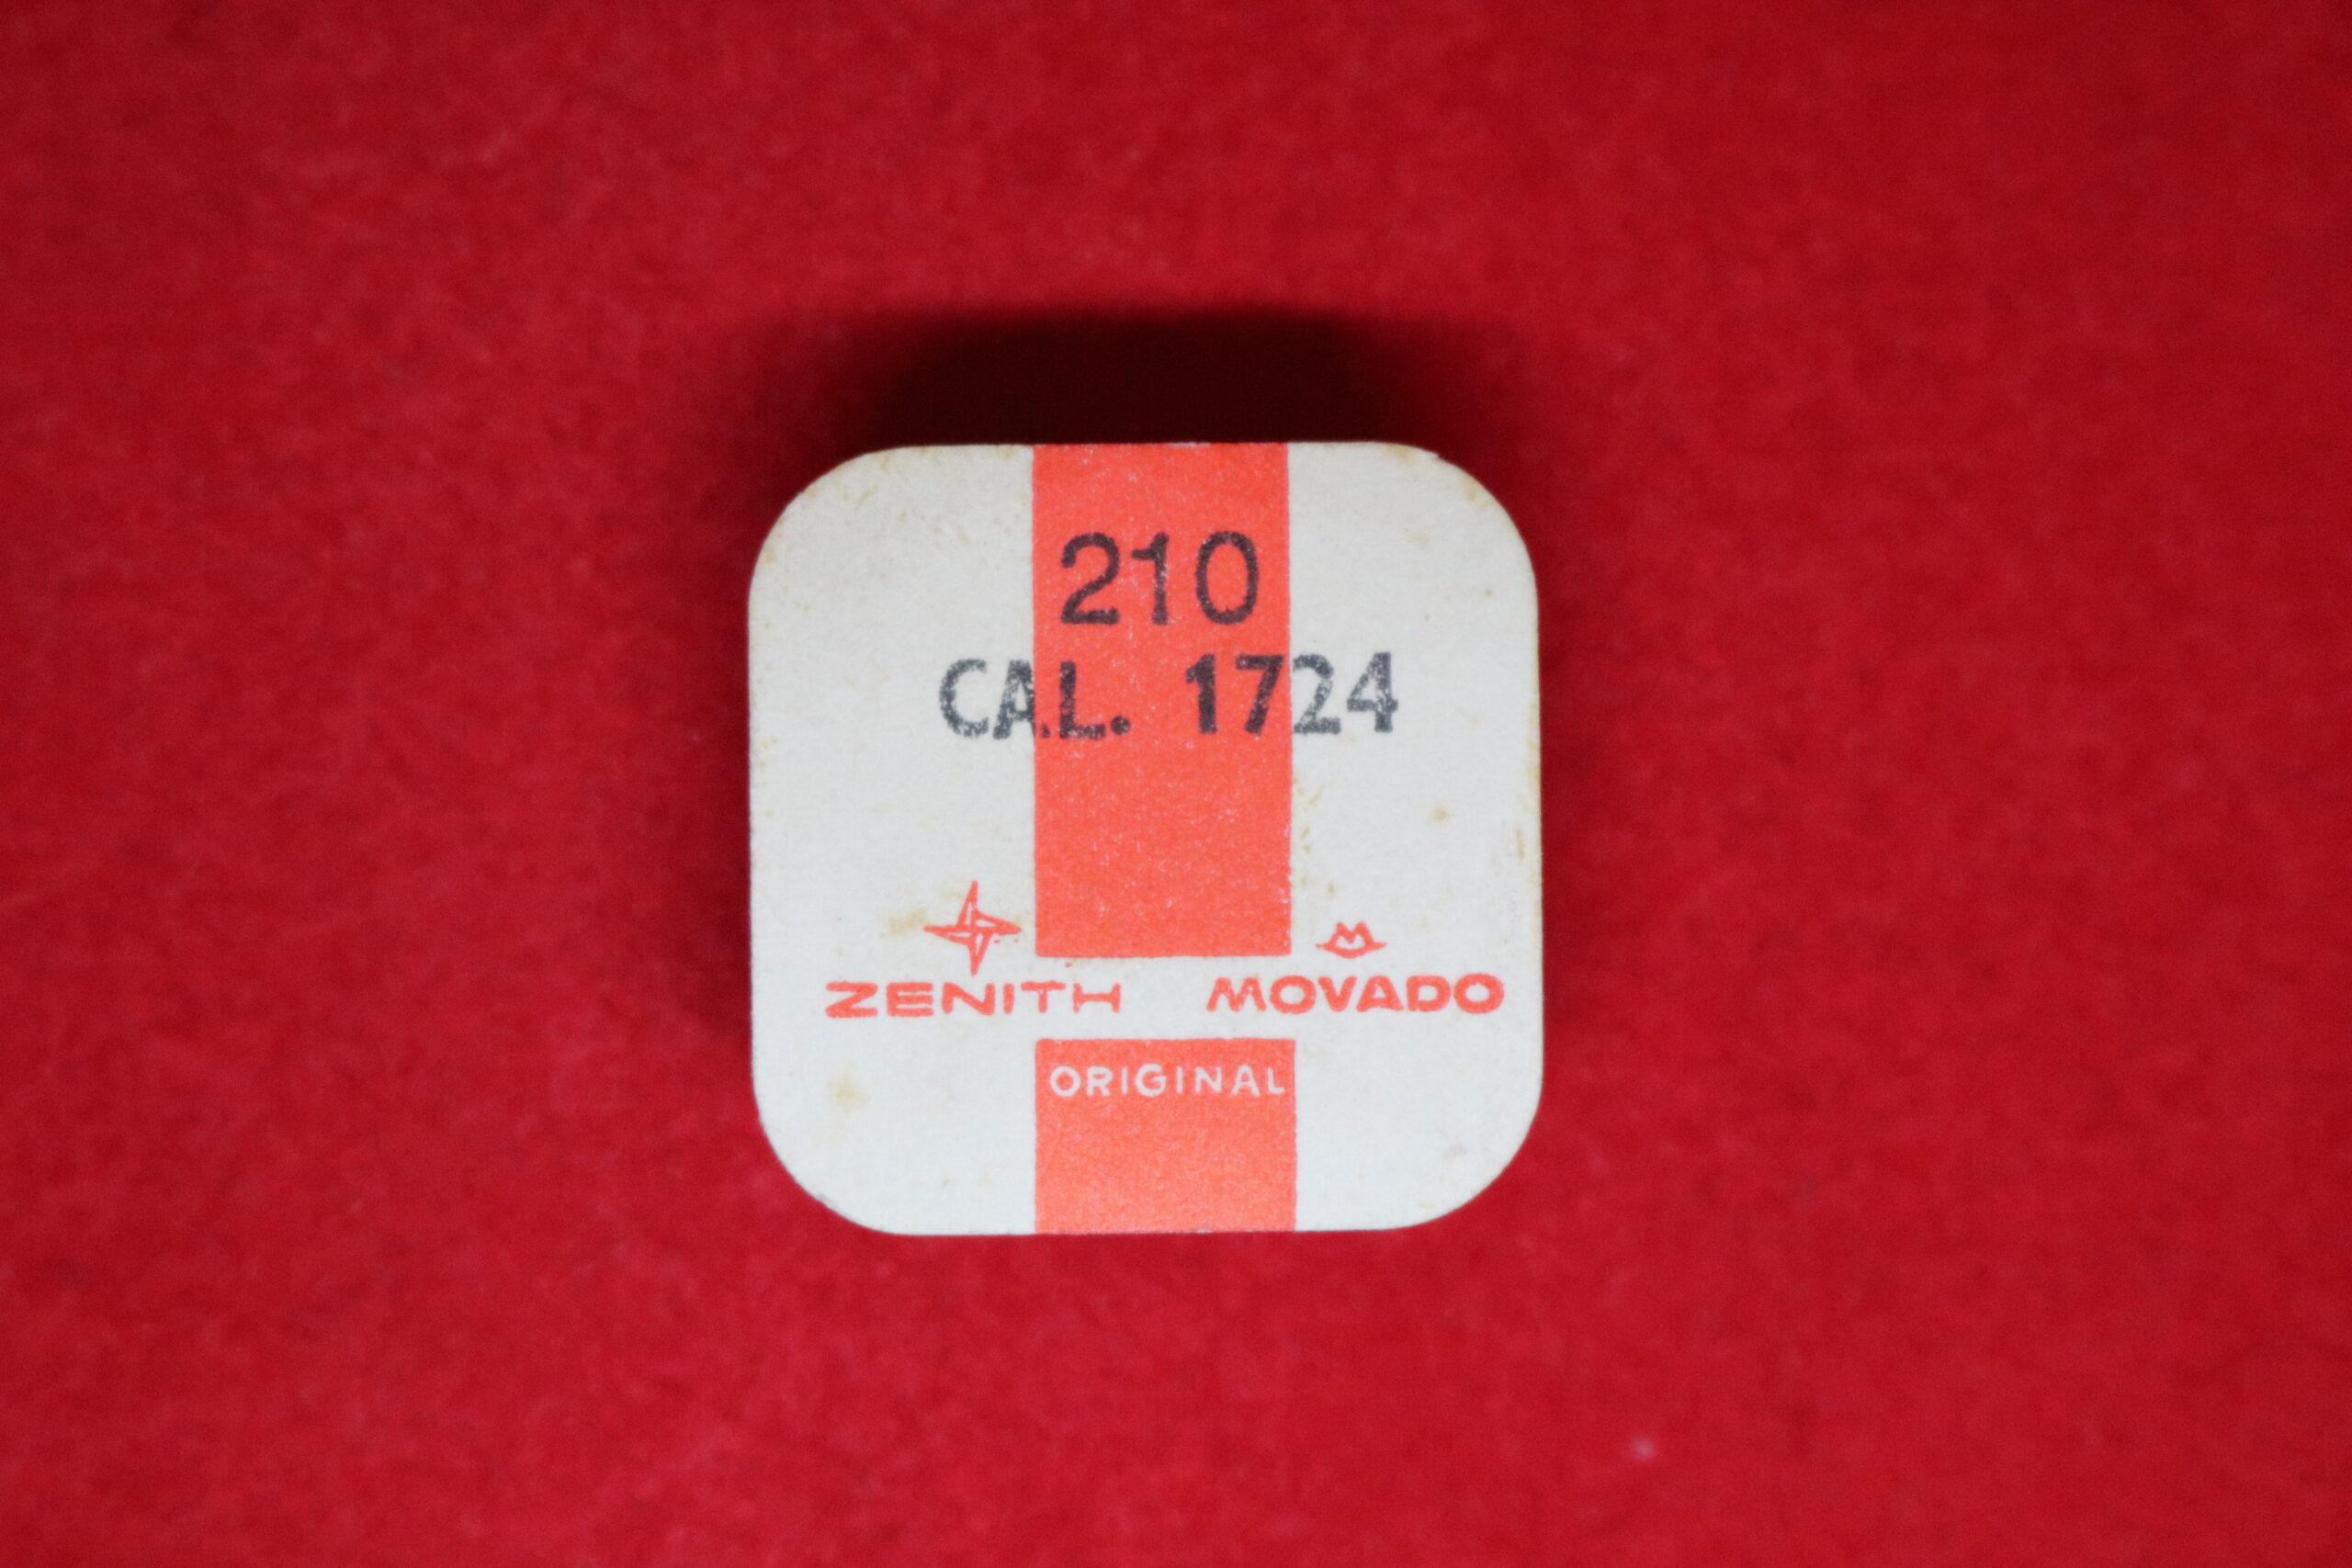 210
CAL. 1724
ZENITH MOVADO
ORIGINAL